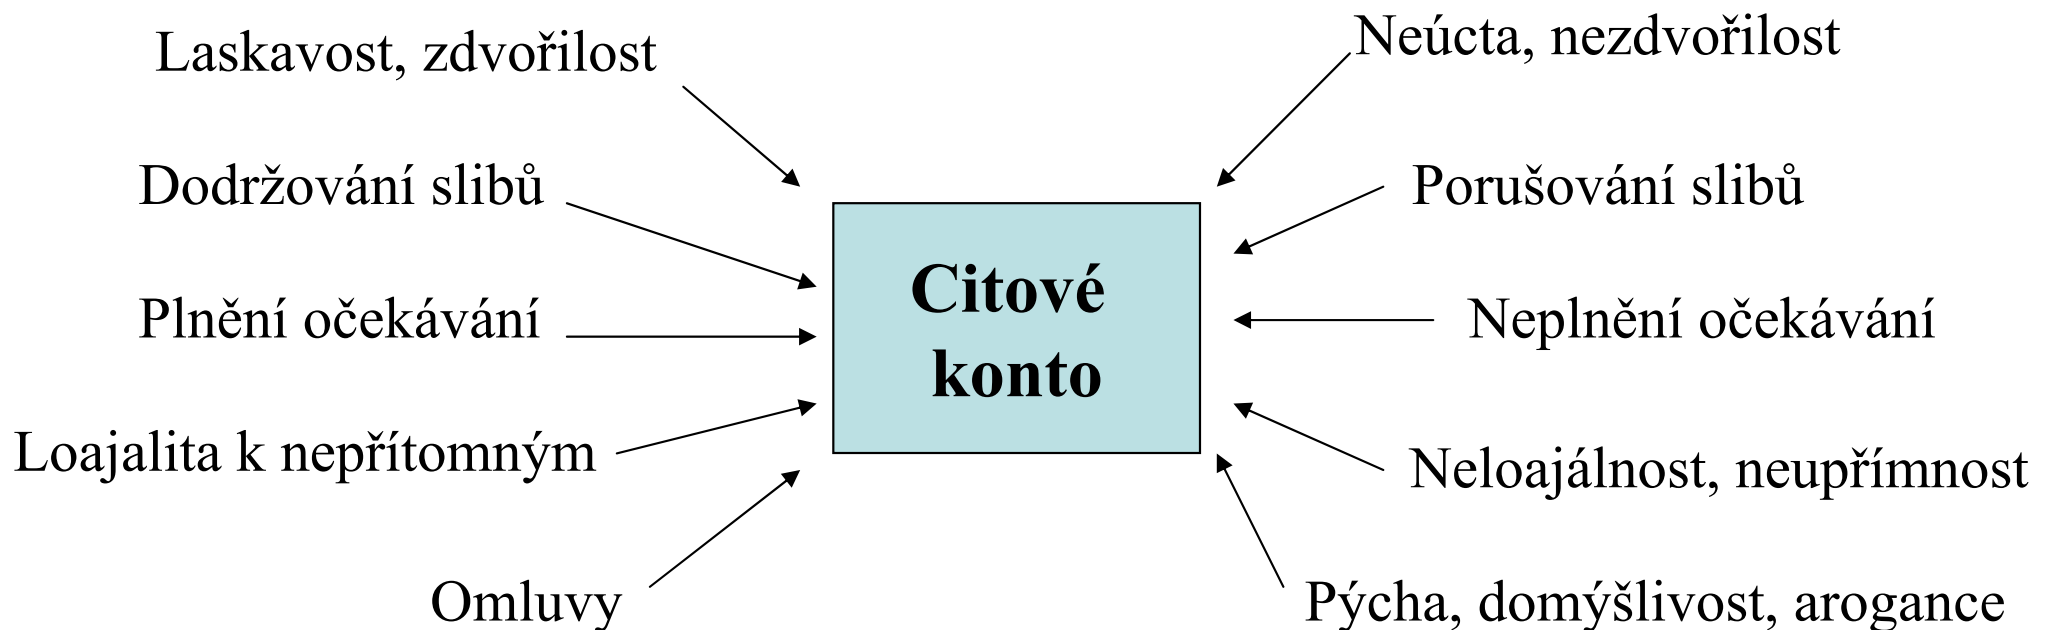 Laskavost, zdvořilost
Dodržování slibů
Plnění očekávání
Loajalita k nepřítomným
Omluvy
Citové
konto
Neúcta, nezdvořilost
Porušování slibů
Neplnění očekávání
Neloajálnost, neupřímnost
Pýcha, domýšlivost, arogance